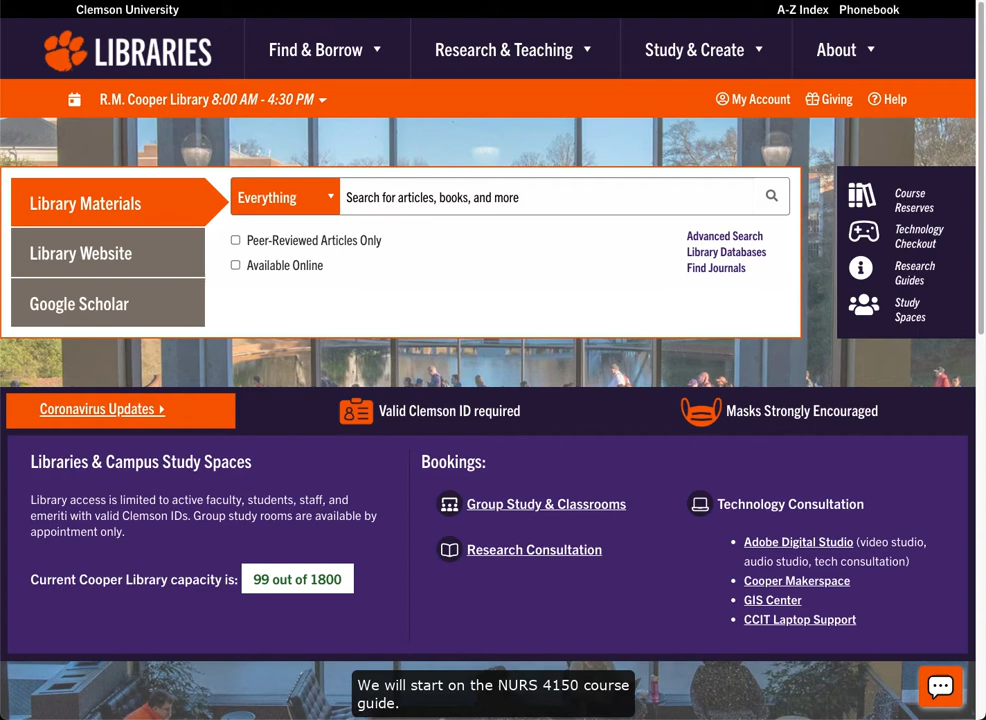 Clemson University
A-Z Index Phonebook
LIBRARIES
Find & Borrow
Research & Teaching
Study & Create
About
R.M. Cooper Library 8:00 AM - 4:30 PM
My Account
Giving
Help
Library Materials
Library Website
Google Scholar
Everything
Search for articles, books, and more
Peer-Reviewed Articles Only
Available Online
Advanced Search
Library Databases
Find Journals
Course
Reserves
Technology
Checkout
Research
Guides
Study
Spaces
Coronavirus Updates
Valid Clemson ID required
Masks Strongly Encouraged
Libraries & Campus Study Spaces
Library access is limited to active faculty, students, staff, and
emeriti with valid Clemson IDs. Group study rooms are available by
appointment only.
Current Cooper Library capacity is: 99 out of 1800
Bookings:
Group Study & Classrooms
Research Consultation
Technology Consultation
• Adobe Digital Studio (video studio,
audio studio, tech consultation)
• Cooper Makerspace
• GIS Center
• CCIT Laptop Support
We will start on the NURS 4150 course
guide.